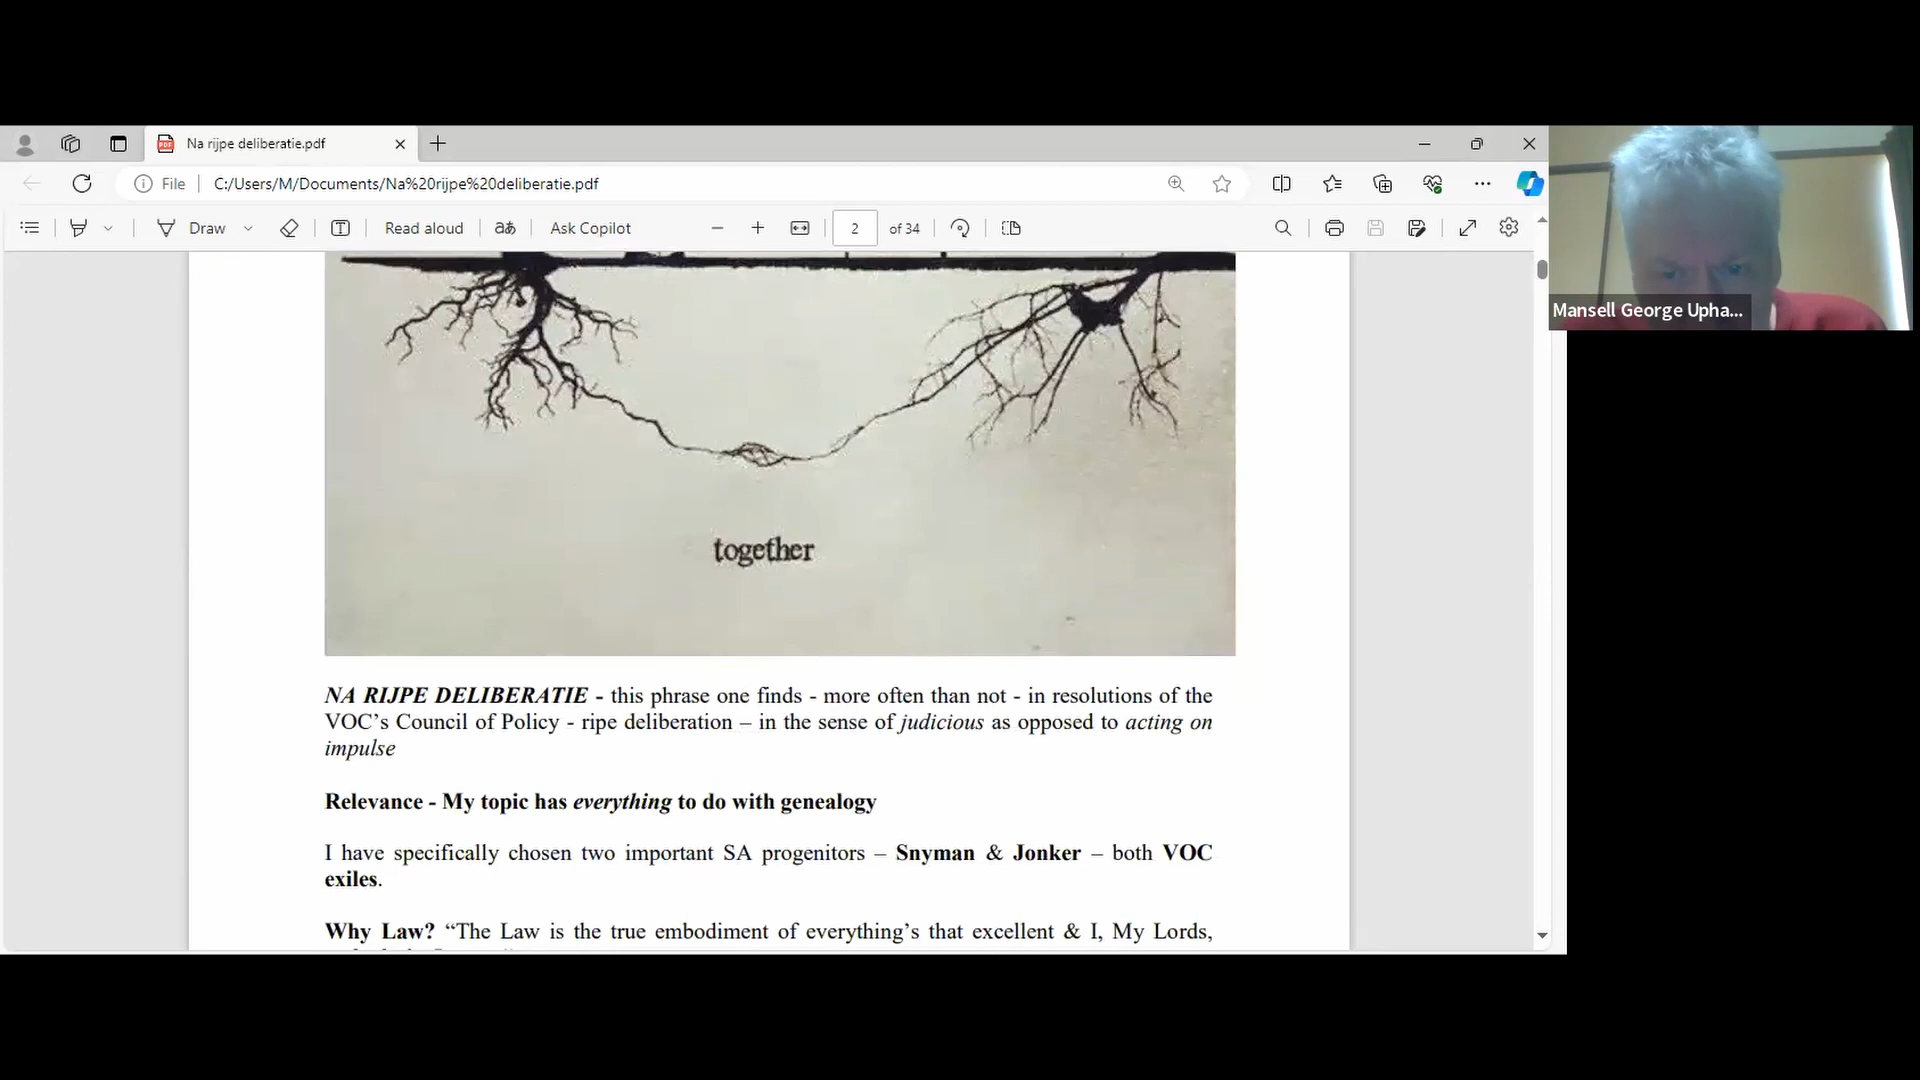 Na rijpe deliberatie.pdf
File
C:/Users/M/Documents/Na%20rijpe%20deliberatie.pdf
Draw
Read aloud
Ask Copilot
2
of 34
Mansell George Upha...
together
NA RIJPE DELIBERATIE - this phrase one finds - more often than not - in resolutions of the
VOC’s Council of Policy - ripe deliberation – in the sense of judicious as opposed to acting on
impulse
Relevance - My topic has everything to do with genealogy
I have specifically chosen two important SA progenitors – Snyman & Jonker – both VOC
exiles.
Why Law? “The Law is the true embodiment of everything’s that excellent & I, My Lords,